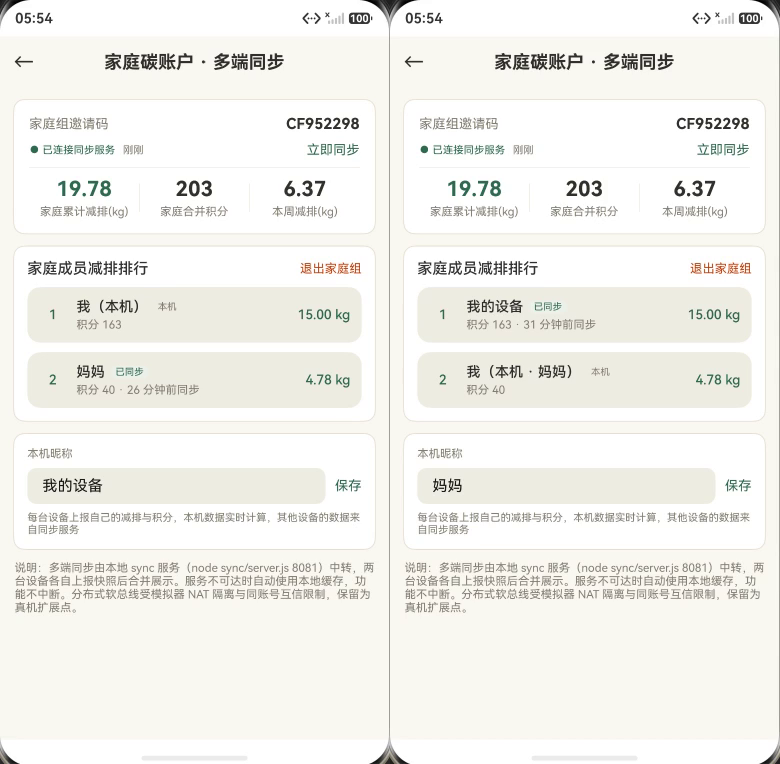 05:54
100
家庭碳账户 · 多端同步
家庭组邀请码
CF952298
已连接同步服务 刚刚
立即同步
19.78
203
6.37
家庭累计减排(kg)
家庭合并积分
本周减排(kg)
家庭成员减排排行
退出家庭组
1
我（本机） 本机
积分 163
15.00 kg
2
妈妈 已同步
积分 40 · 26 分钟前同步
4.78 kg
本机昵称
我的设备
保存
每台设备上报自己的减排与积分，本机数据实时计算，其他设备的数据来
自同步服务
说明：多端同步由本地 sync 服务（node sync/server.js 8081）中转，两
台设备各自上报快照后合并展示。服务不可达时自动使用本地缓存，功
能不中断。分布式软总线受模拟器 NAT 隔离与同账号互信限制，保留为
真机扩展点。
05:54
100
家庭碳账户 · 多端同步
家庭组邀请码
CF952298
已连接同步服务 刚刚
立即同步
19.78
203
6.37
家庭累计减排(kg)
家庭合并积分
本周减排(kg)
家庭成员减排排行
退出家庭组
1
我的设备 已同步
积分 163 · 31 分钟前同步
15.00 kg
2
我（本机 · 妈妈） 本机
积分 40
4.78 kg
本机昵称
妈妈
保存
每台设备上报自己的减排与积分，本机数据实时计算，其他设备的数据来
自同步服务
说明：多端同步由本地 sync 服务（node sync/server.js 8081）中转，两
台设备各自上报快照后合并展示。服务不可达时自动使用本地缓存，功
能不中断。分布式软总线受模拟器 NAT 隔离与同账号互信限制，保留为
真机扩展点。